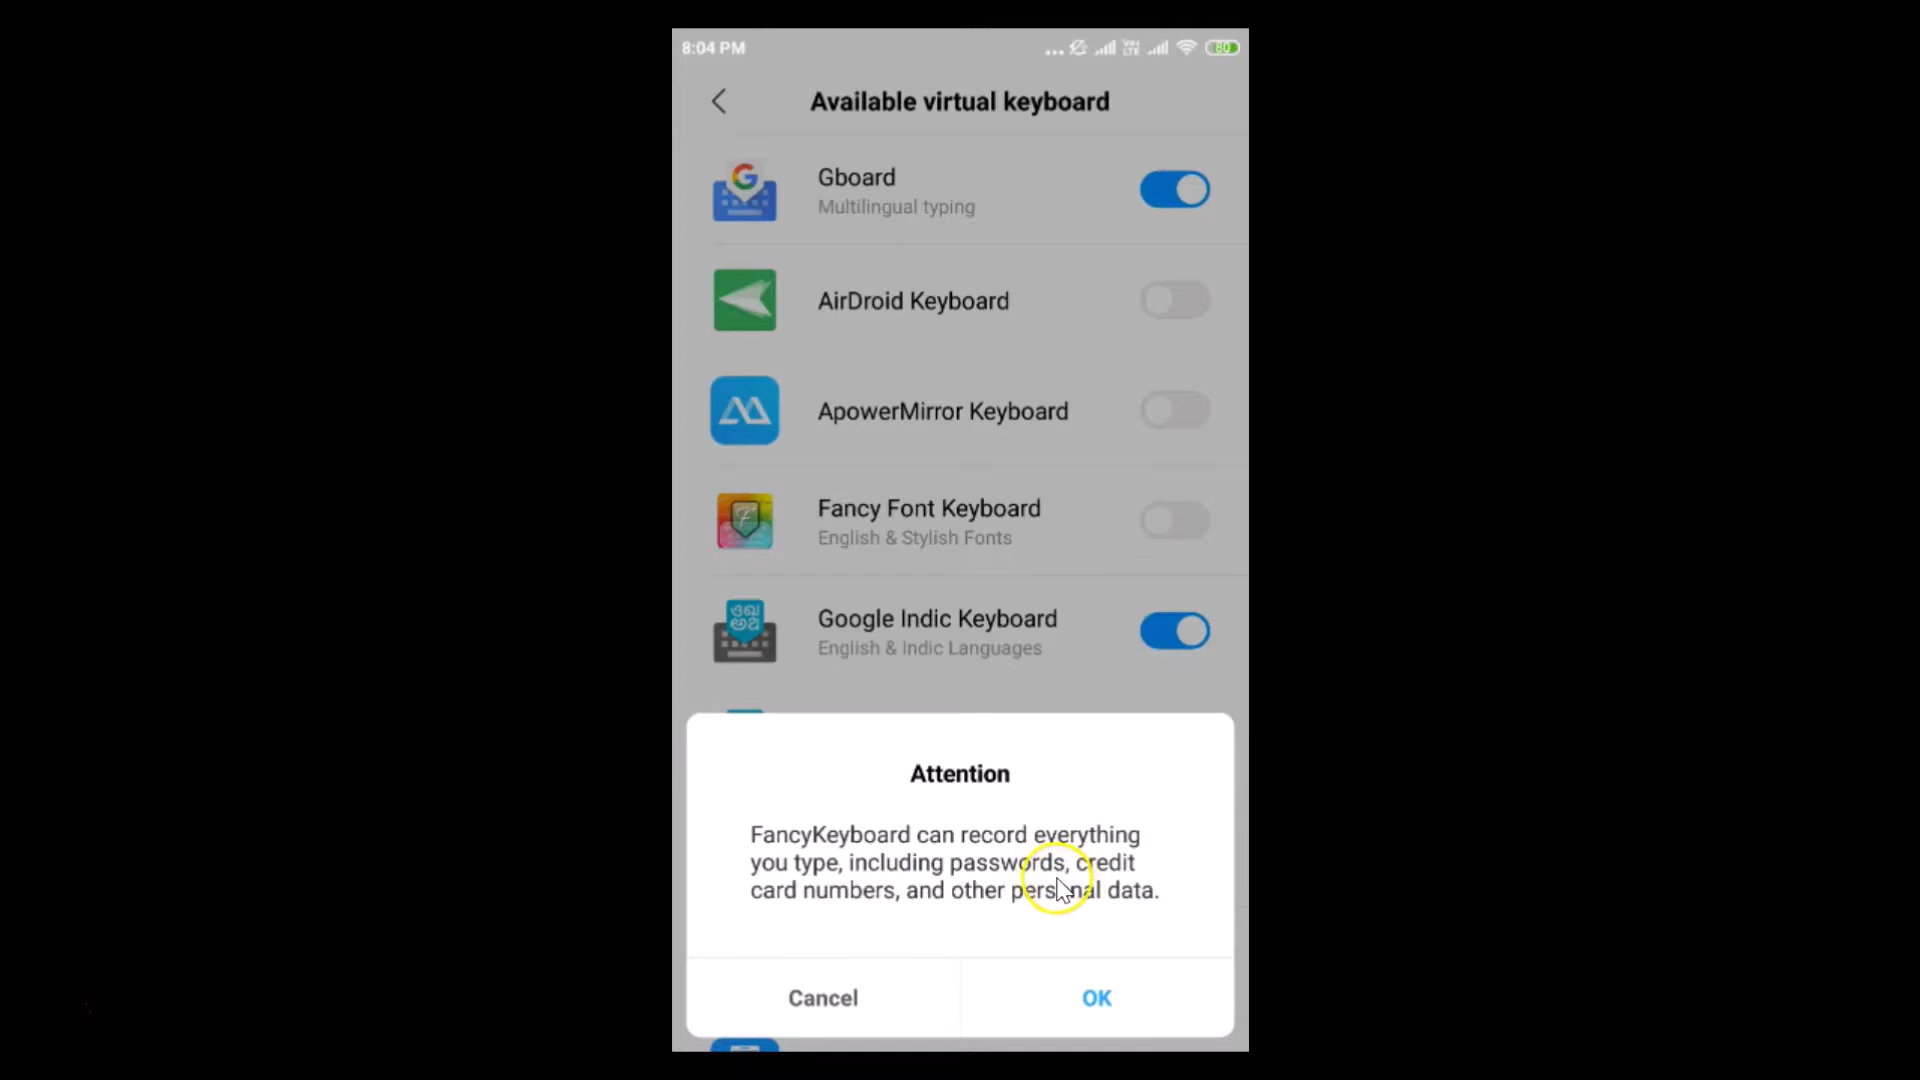 8:04 PM
... VoLTE 80
Available virtual keyboard
Gboard
Multilingual typing
AirDroid Keyboard
ApowerMirror Keyboard
Fancy Font Keyboard
English & Stylish Fonts
Google Indic Keyboard
English & Indic Languages
Attention
FancyKeyboard can record everything
you type, including passwords, credit
card numbers, and other personal data.
Cancel
OK